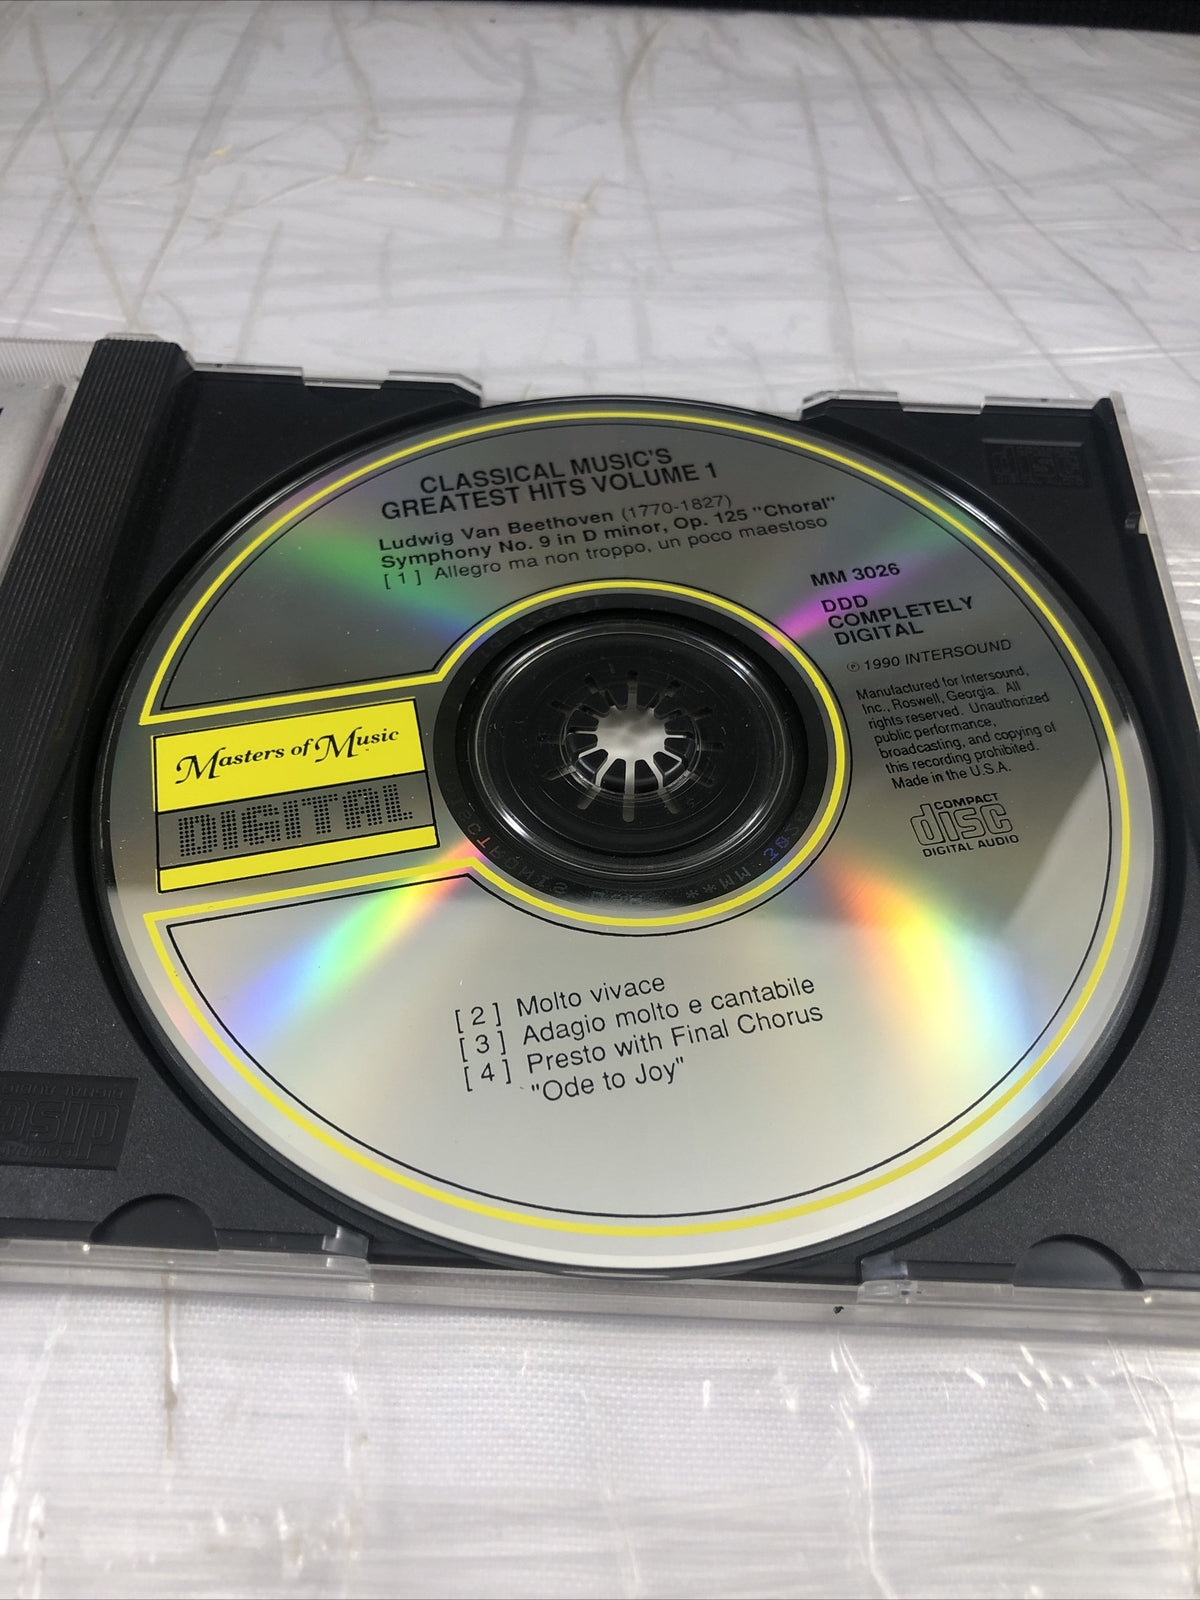 CLASSICAL MUSIC'S
GREATEST HITS VOLUME 1
Ludwig Van Beethoven (1770-1827)
Symphony No. 9 in D minor, Op. 125 "Choral"
[ 1 ] Allegro ma non troppo, un poco maestoso
MM 3026
DDD
COMPLETELY
DIGITAL
℗ 1990 INTERSOUND
Manufactured for Intersound,
Inc., Roswell, Georgia. All
rights reserved. Unauthorized
public performance,
broadcasting, and copying of
this recording prohibited.
Made in the U.S.A.
COMPACT
disc
DIGITAL AUDIO
Masters of Music
DIGITAL
[ 2 ] Molto vivace
[ 3 ] Adagio molto e cantabile
[ 4 ] Presto with Final Chorus
"Ode to Joy"